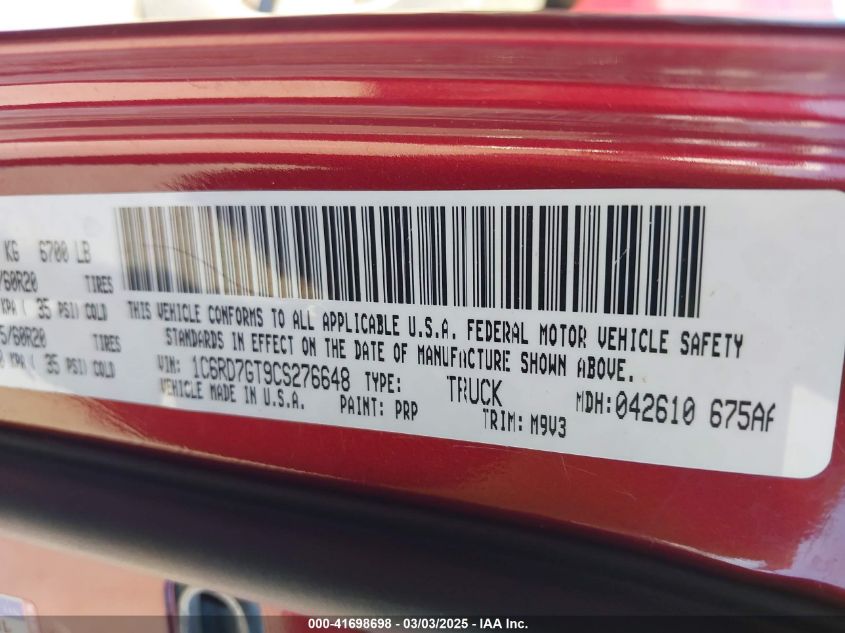 KG 6700 LB
/60R20 TIRES
KPA ( 35 PSI) COLD
5/60R20 TIRES
0 KPA ( 35 PSI) COLD
THIS VEHICLE CONFORMS TO ALL APPLICABLE U.S.A. FEDERAL MOTOR VEHICLE SAFETY
STANDARDS IN EFFECT ON THE DATE OF MANUFACTURE SHOWN ABOVE.
VIN: 1C6RD7GT9CS276648 TYPE: TRUCK MDH:042610 675AA
VEHICLE MADE IN U.S.A. PAINT: PRP TRIM: M9V3
000-41698698 - 03/03/2025 - IAA Inc.